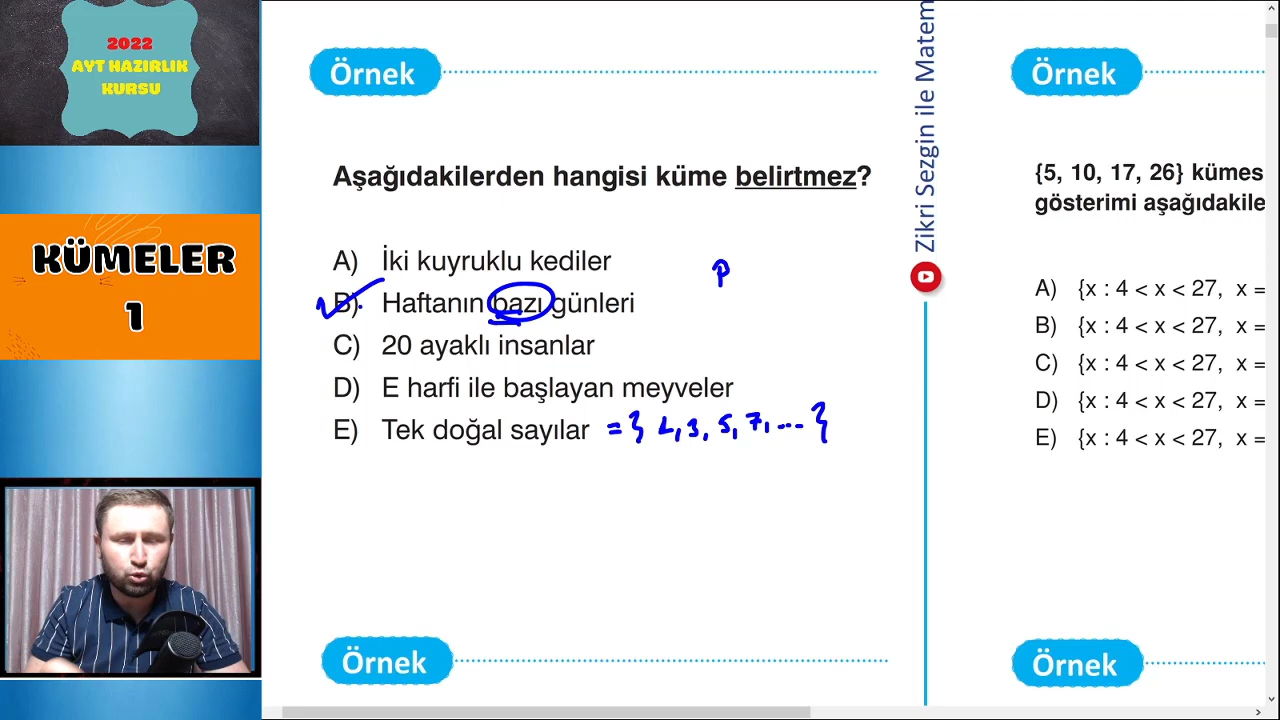 2022
AYT HAZIRLIK
KURSU
KÜMELER
1
Örnek
Aşağıdakilerden hangisi küme belirtmez?
A) İki kuyruklu kediler
B) Haftanın bazı günleri
C) 20 ayaklı insanlar
D) E harfi ile başlayan meyveler
E) Tek doğal sayılar = { 1, 3, 5, 7, ... }
P
Örnek
Zikri Sezgin ile Matem
Örnek
{5, 10, 17, 26} kümes
gösterimi aşağıdakile
A) {x : 4 < x < 27, x =
B) {x : 4 < x < 27, x =
C) {x : 4 < x < 27, x =
D) {x : 4 < x < 27, x =
E) {x : 4 < x < 27, x =
Örnek